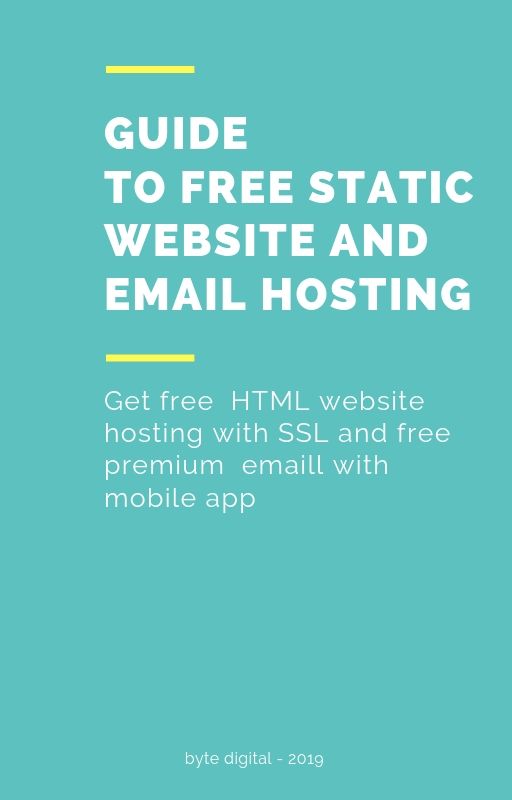 GUIDE
TO FREE STATIC
WEBSITE AND
EMAIL HOSTING
Get free  HTML website
hosting with SSL and free
premium  emaill with
mobile app
byte digital - 2019